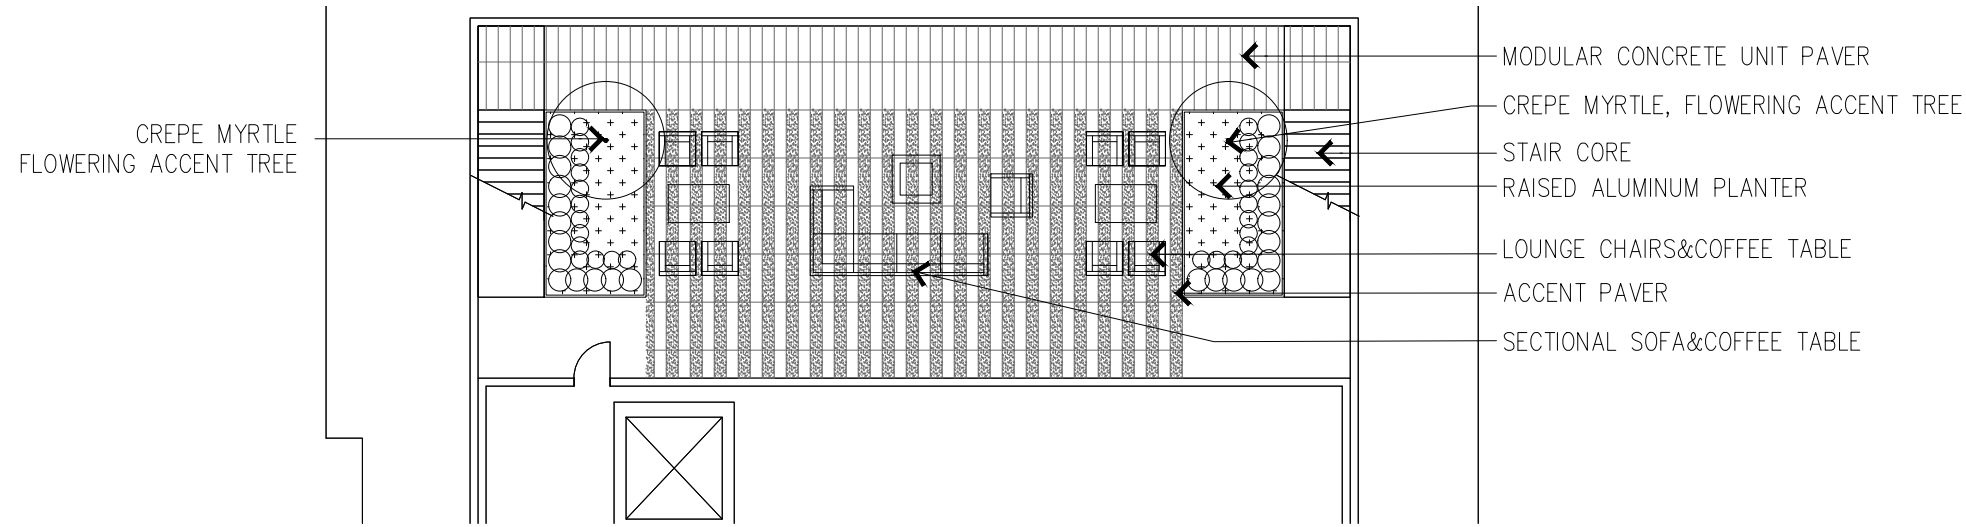 CREPE MYRTLE
FLOWERING ACCENT TREE
MODULAR CONCRETE UNIT PAVER
CREPE MYRTLE, FLOWERING ACCENT TREE
STAIR CORE
RAISED ALUMINUM PLANTER
LOUNGE CHAIRS&COFFEE TABLE
ACCENT PAVER
SECTIONAL SOFA&COFFEE TABLE